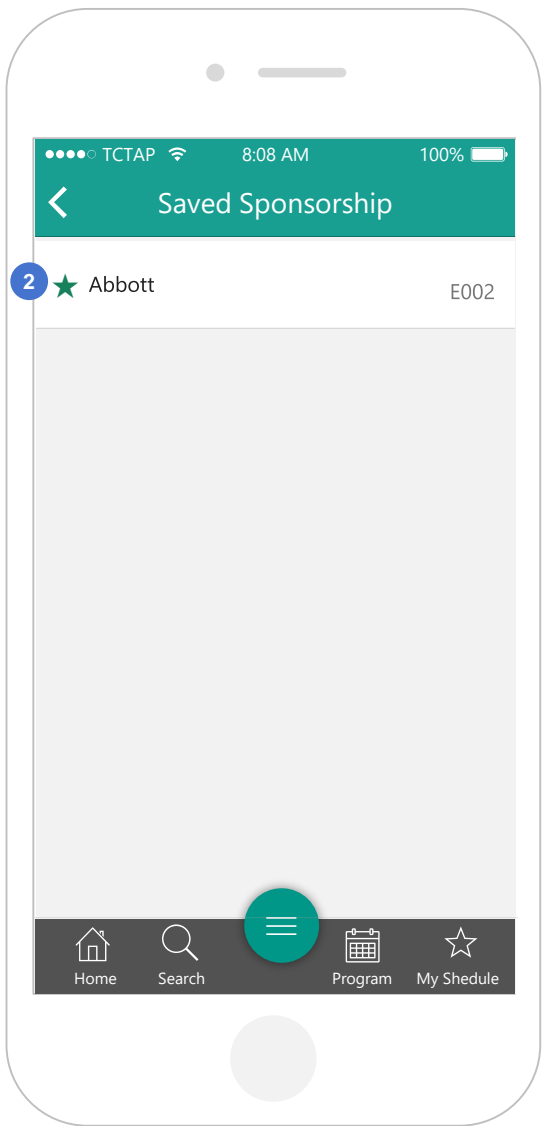 TCTAP 8:08 AM 100%
Saved Sponsorship
2 Abbott
E002
Home Search Program My Shedule